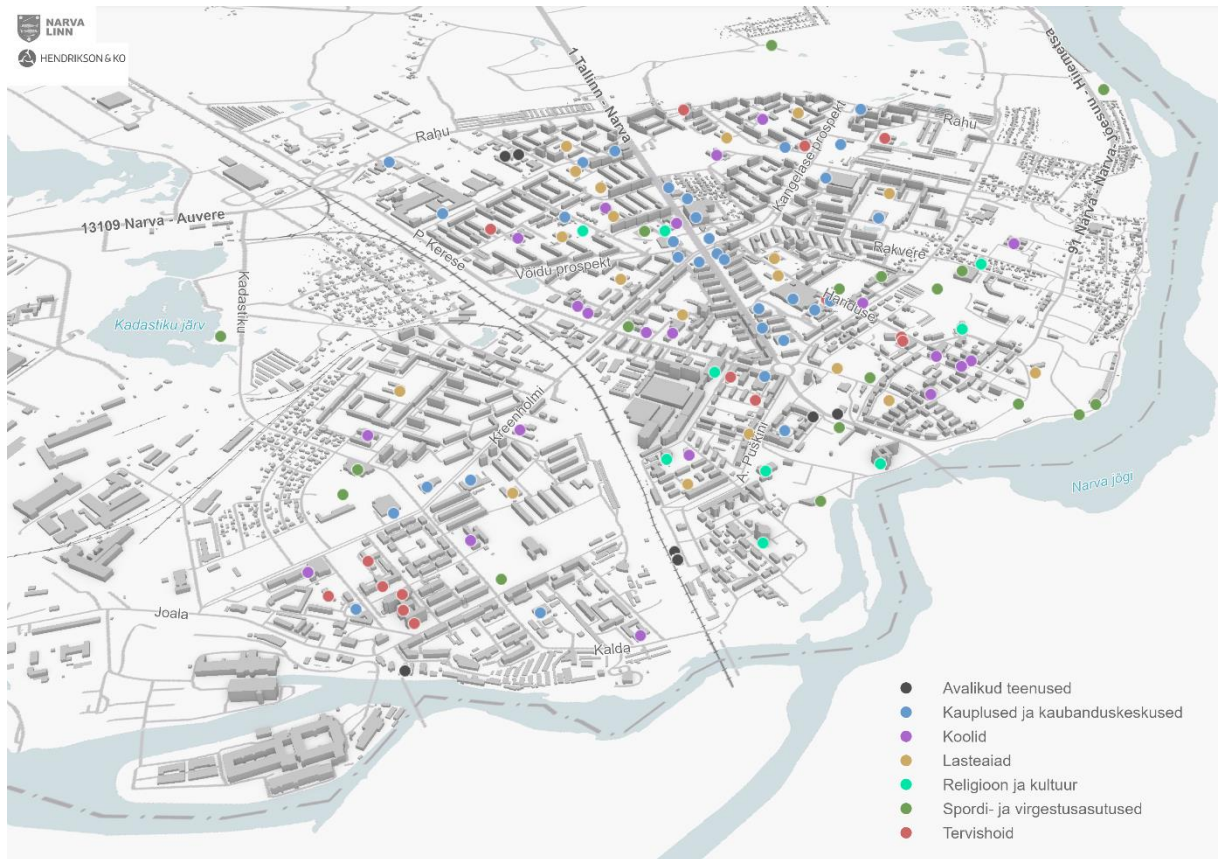 NARVA
LINN
HENDRIKSON & KO
1 Tallinn - Narva
Rahu
Rahu
91 Narva - Narva-Jõesuu - Hiiemetsa
Kangelase prospekt
13109 Narva - Auvere
P. Kerese
Võidu prospekt
Rakvere
Kadastiku
Hariduse
Kadastiku järv
Kreenholmi
A. Puškini
Narva jõgi
Joala
Kalda
Avalikud teenused
Kauplused ja kaubanduskeskused
Koolid
Lasteaiad
Religioon ja kultuur
Spordi- ja virgestusasutused
Tervishoid